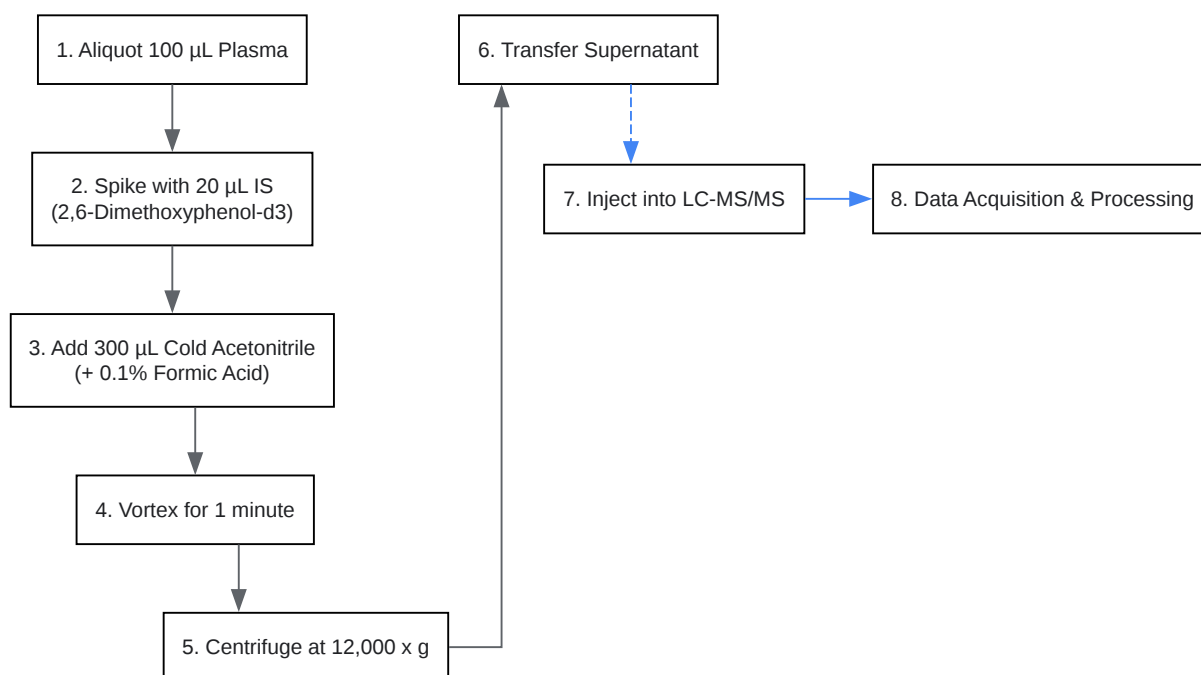 1. Aliquot 100 µL Plasma
2. Spike with 20 µL IS
(2,6-Dimethoxyphenol-d3)
3. Add 300 µL Cold Acetonitrile
(+ 0.1% Formic Acid)
4. Vortex for 1 minute
5. Centrifuge at 12,000 x g
6. Transfer Supernatant
7. Inject into LC-MS/MS
8. Data Acquisition & Processing